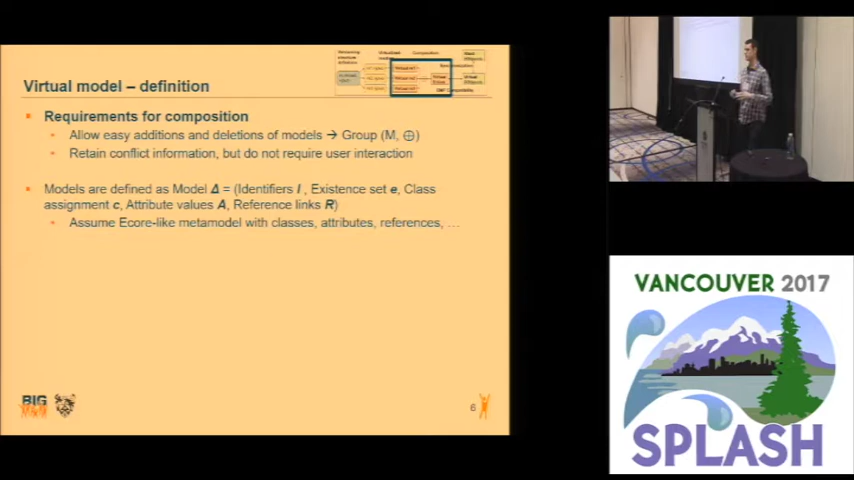 Virtual model – definition
Composition
▪ Requirements for composition
• Allow easy additions and deletions of models → Group (M, ⊕)
• Retain conflict information, but do not require user interaction
▪ Models are defined as Model Δ = (Identifiers I , Existence set e, Class
assignment c, Attribute values A, Reference links R)
• Assume Ecore-like metamodel with classes, attributes, references, …
BIG
6
VANCOUVER 2017
SPLASH